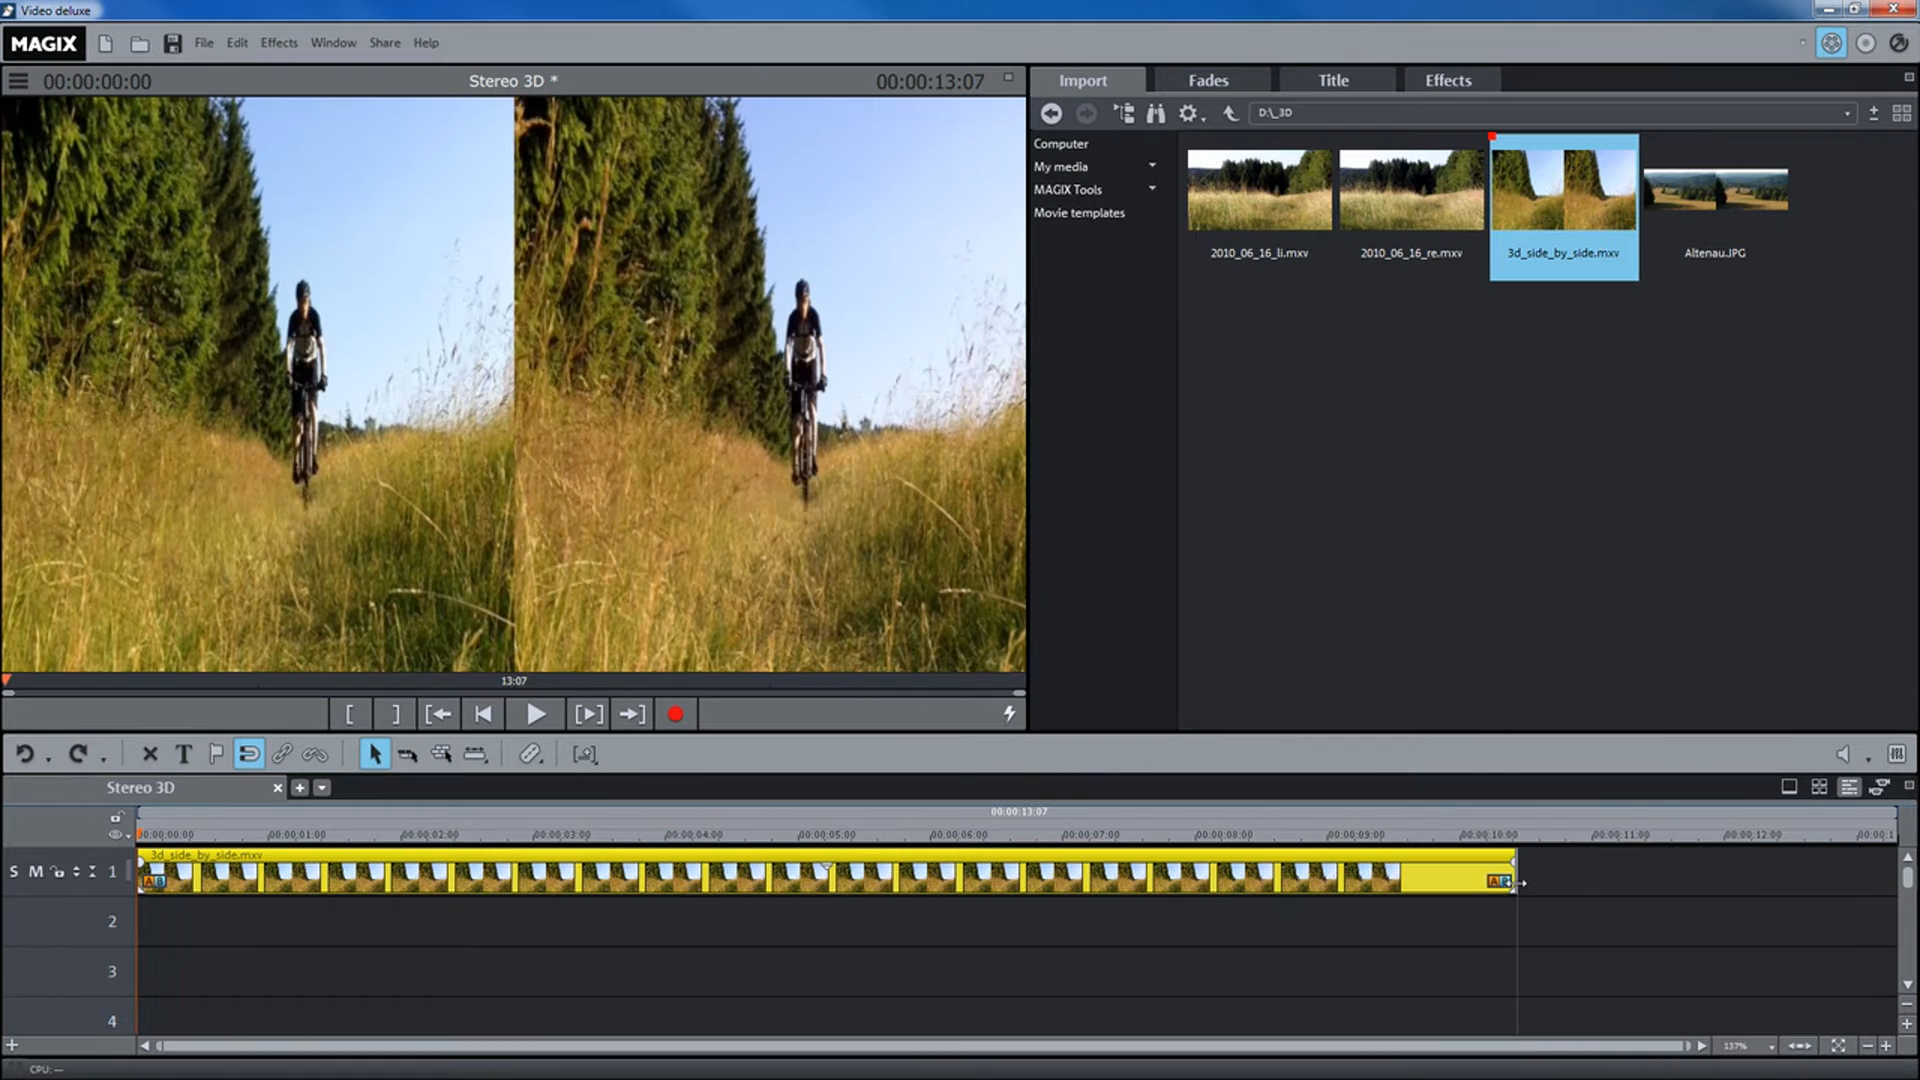 Video deluxe
MAGIX File Edit Effects Window Share Help
00:00:00:00 Stereo 3D * 00:00:13:07
Import Fades Title Effects
D:\_3D
Computer
My media
MAGIX Tools
Movie templates
2010_06_16_li.mxv 2010_06_16_re.mxv 3d_side_by_side.mxv Altenau.JPG
13:07
Stereo 3D
00:00:13:07
00:00:00:00 00:00:01:00 00:00:02:00 00:00:03:00 00:00:04:00 00:00:05:00 00:00:06:00 00:00:07:00 00:00:08:00 00:00:09:00 00:00:10:00 00:00:11:00 00:00:12:00 00:00:1
3d_side_by_side.mxv
S M 1
A B
2
3
4
137%
CPU: —